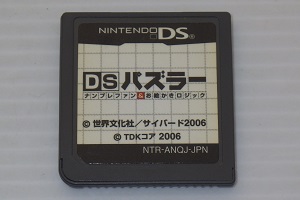 NINTENDO DS
DSパズラー
ナンプレファン&お絵かきロジック
© 世界文化社/サイバード2006
© TDKコア 2006
NTR-ANQJ-JPN